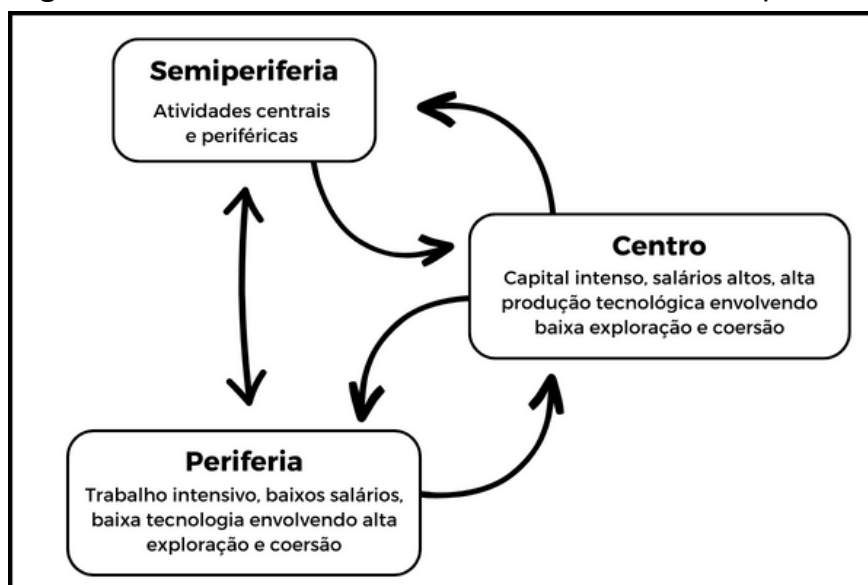 Semiperiferia
Atividades centrais
e periféricas
Centro
Capital intenso, salários altos, alta
produção tecnológica envolvendo
baixa exploração e coersão
Periferia
Trabalho intensivo, baixos salários,
baixa tecnologia envolvendo alta
exploração e coersão